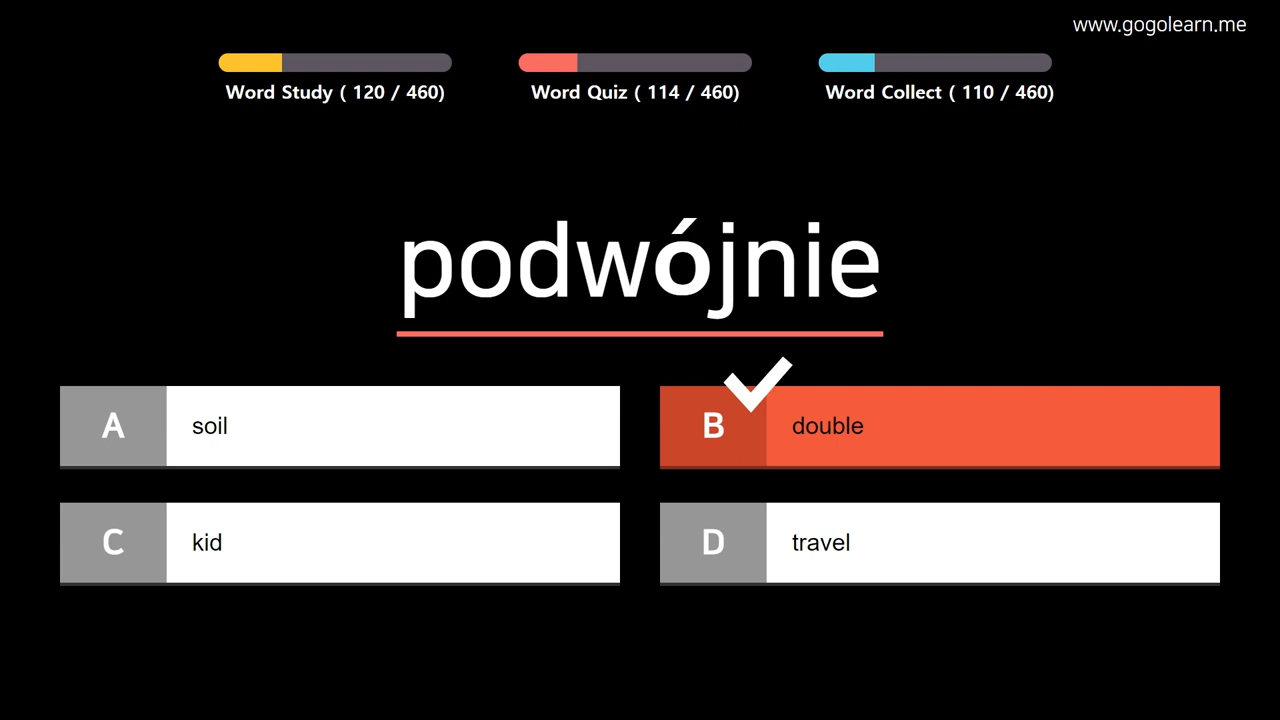 www.gogolearn.me
Word Study ( 120 / 460)
Word Quiz ( 114 / 460)
Word Collect ( 110 / 460)
podwójnie
A soil
B double
C kid
D travel